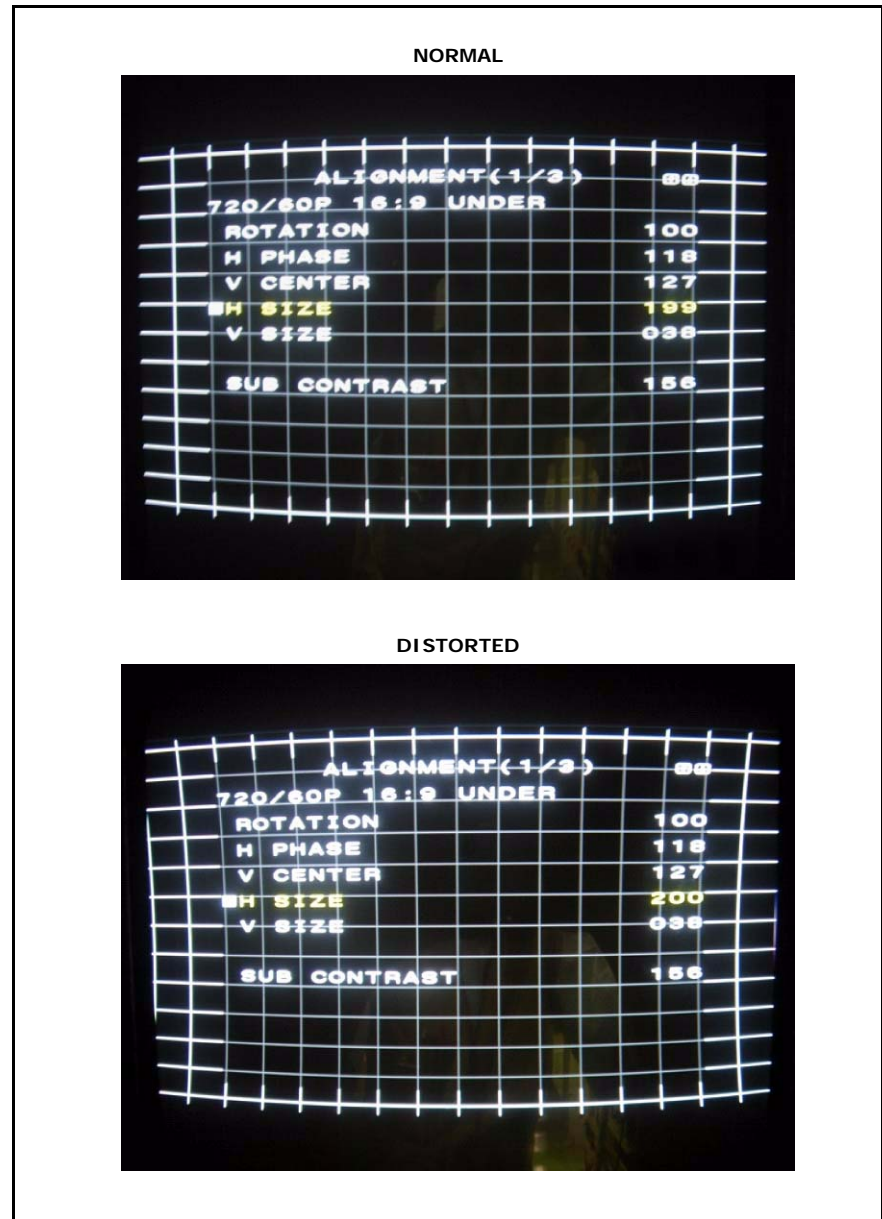 NORMAL
ALIGNMENT(1/3)
720/60P 16:9 UNDER
ROTATION 100
H PHASE 118
V CENTER 127
H SIZE 199
V SIZE 038
SUB CONTRAST 156
DISTORTED
ALIGNMENT(1/3)
720/60P 16:9 UNDER
ROTATION 100
H PHASE 118
V CENTER 127
H SIZE 200
V SIZE 038
SUB CONTRAST 156